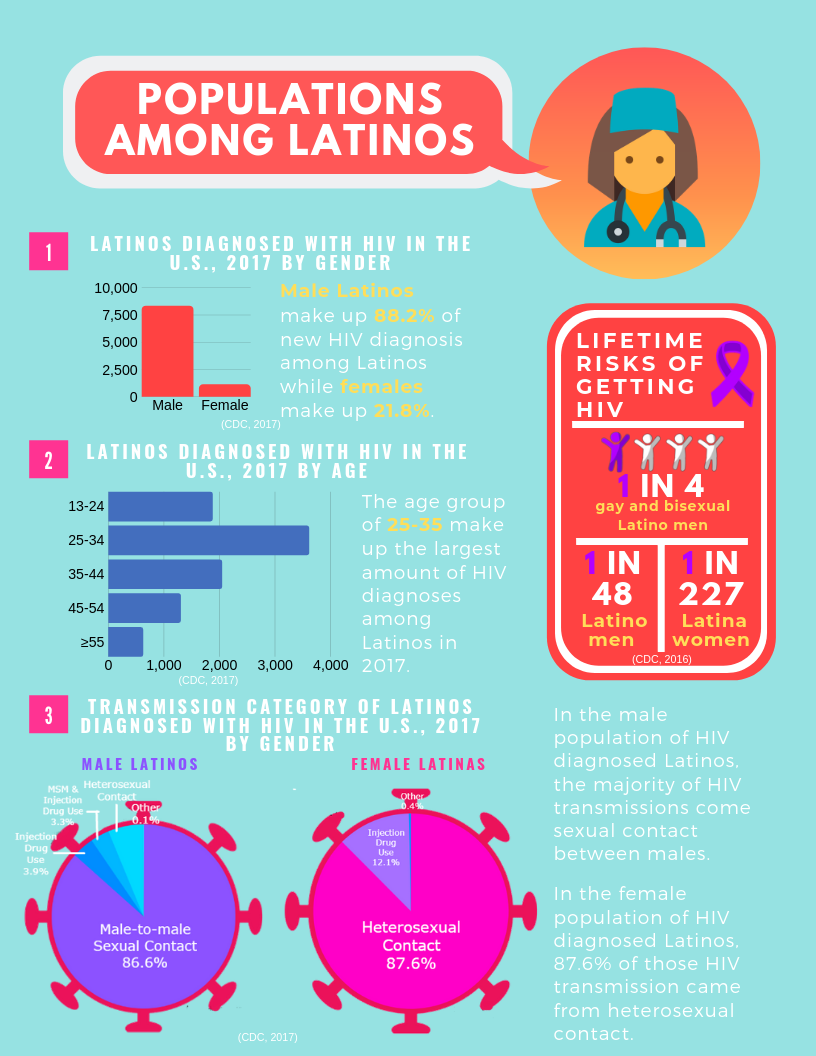 POPULATIONS
AMONG LATINOS
1
LATINOS DIAGNOSED WITH HIV IN THE
U.S., 2017 BY GENDER
10,000
7,500
5,000
2,500
0
Male
Female
Male Latinos
make up 88.2% of
new HIV diagnosis
among Latinos
while females
make up 21.8%.
(CDC, 2017)
LIFETIME
RISKS OF
GETTING
HIV
1 IN 4
gay and bisexual
Latino men
1 IN
48
Latino
men
1 IN
227
Latina
women
(CDC, 2016)
2
LATINOS DIAGNOSED WITH HIV IN THE
U.S., 2017 BY AGE
13-24
25-34
35-44
45-54
≥55
0
1,000
2,000
3,000
4,000
(CDC, 2017)
The age group
of 25-35 make
up the largest
amount of HIV
diagnoses
among
Latinos in
2017.
3
TRANSMISSION CATEGORY OF LATINOS
DIAGNOSED WITH HIV IN THE U.S., 2017
BY GENDER
MALE LATINOS
MSM &
Injection
Drug Use
3.3%
Heterosexual
Contact
Other
0.1%
Injection
Drug
Use
3.9%
Male-to-male
Sexual Contact
86.6%
FEMALE LATINAS
Other
0.4%
Injection
Drug
Use
12.1%
Heterosexual
Contact
87.6%
(CDC, 2017)
In the male
population of HIV
diagnosed Latinos,
the majority of HIV
transmissions come
sexual contact
between males.
In the female
population of HIV
diagnosed Latinos,
87.6% of those HIV
transmission came
from heterosexual
contact.